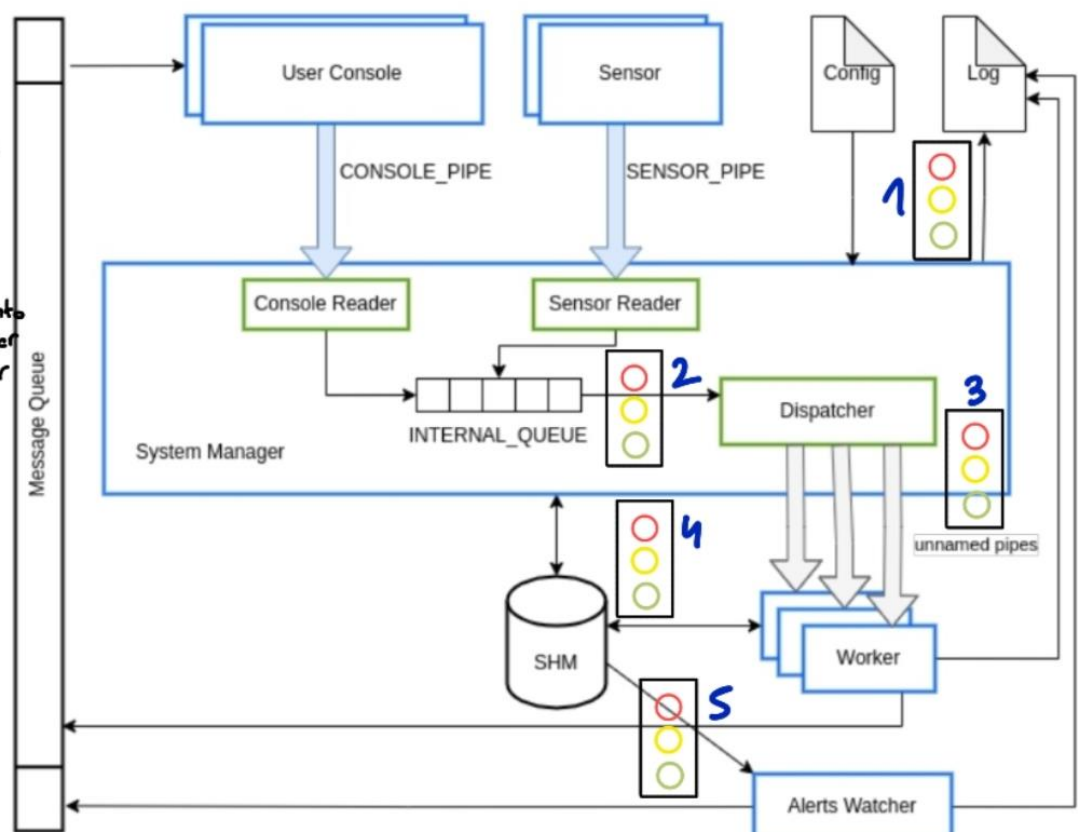 User Console
Sensor
Config
Log
CONSOLE_PIPE
SENSOR_PIPE
1
Console Reader
Sensor Reader
2
Dispatcher
3
INTERNAL_QUEUE
System Manager
Message Queue
4
unnamed pipes
SHM
Worker
5
Alerts Watcher